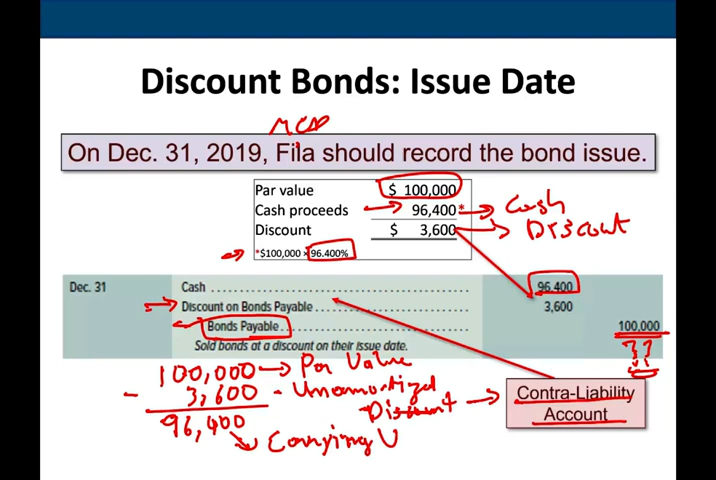 Discount Bonds: Issue Date
On Dec. 31, 2019, Fila should record the bond issue.
Par value $ 100,000
Cash proceeds 96,400 * Cash
Discount $ 3,600 Discount
*$100,000 × 96.400%
Dec. 31 Cash 96,400
Discount on Bonds Payable 3,600
Bonds Payable 100,000
Sold bonds at a discount on their issue date.
100,000 Par Value
- 3,600 - Unamortized
Discount
96,400
Carrying V
Contra-Liability
Account